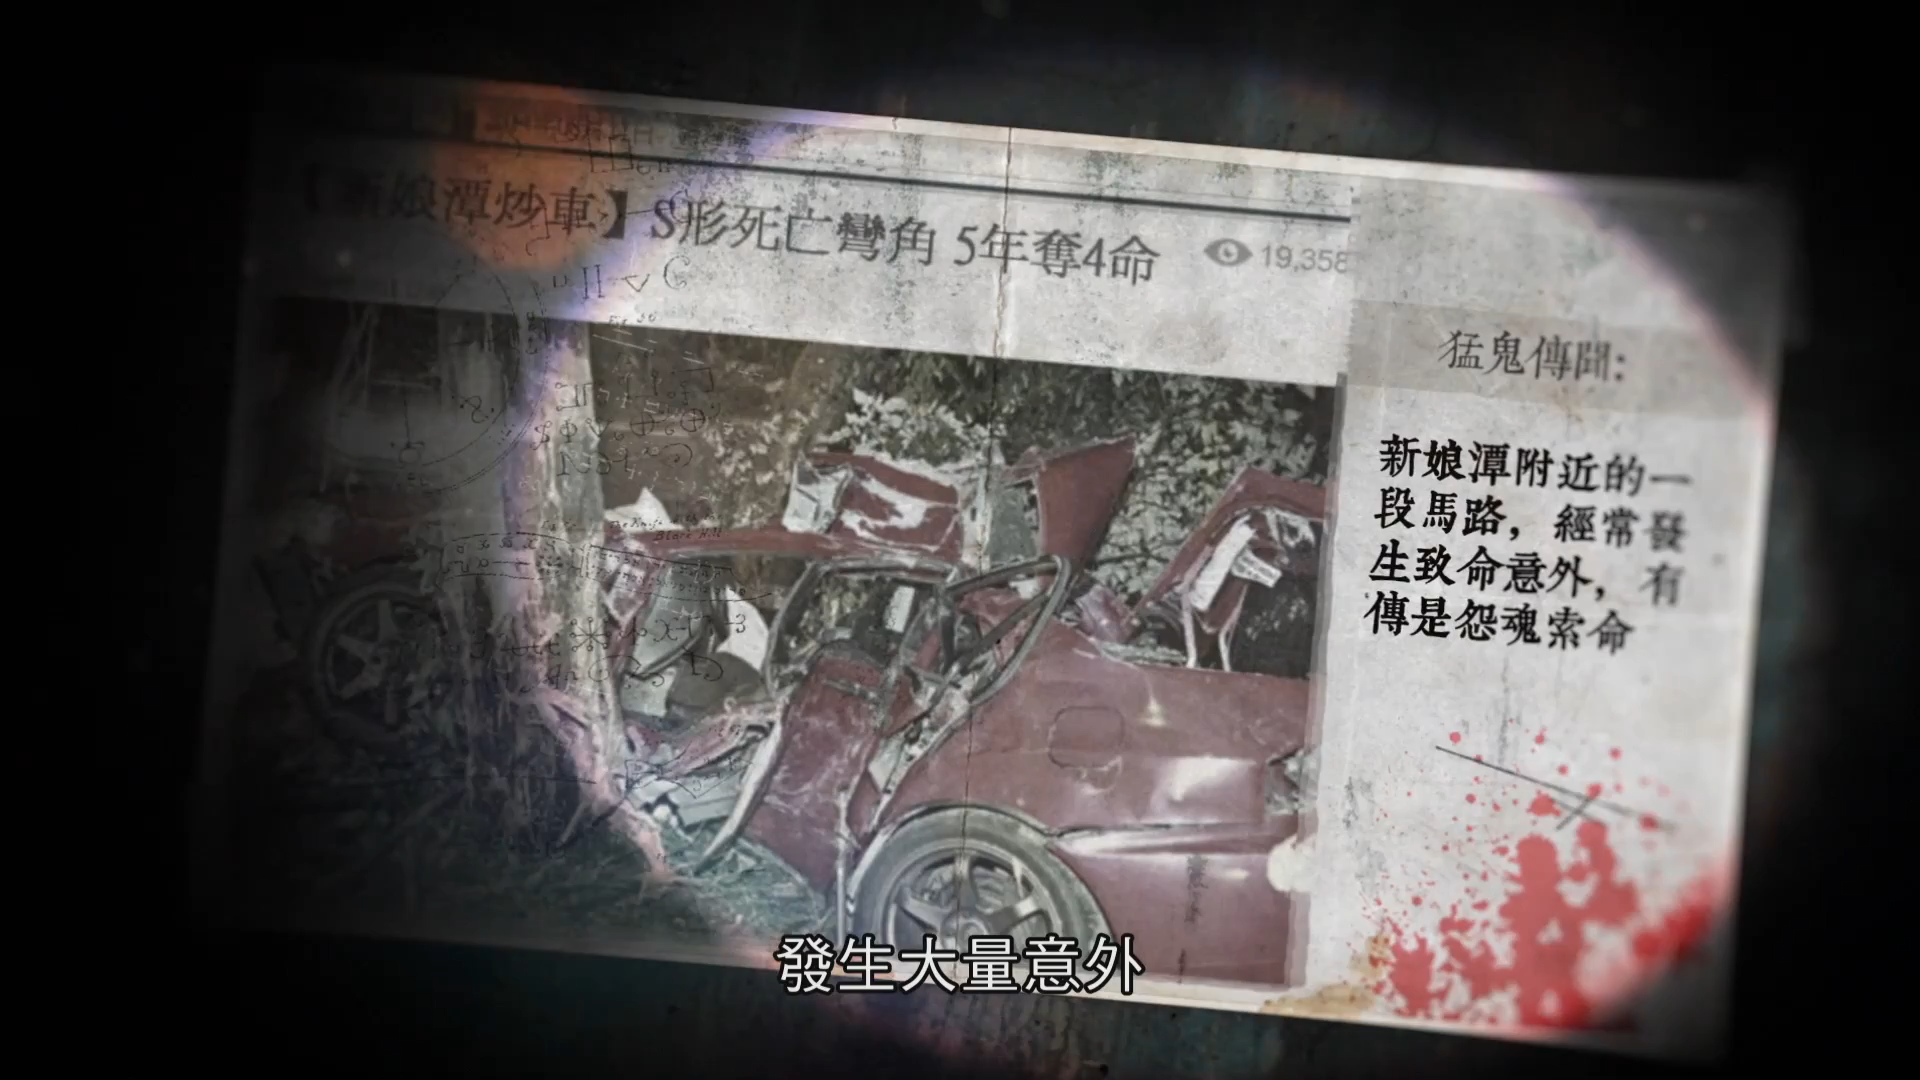 【新娘潭炒車】S形死亡彎角 5年奪4命
19,358
猛鬼傳聞:
新娘潭附近的一
段馬路，經常發
生致命意外，有
傳是怨魂索命
發生大量意外